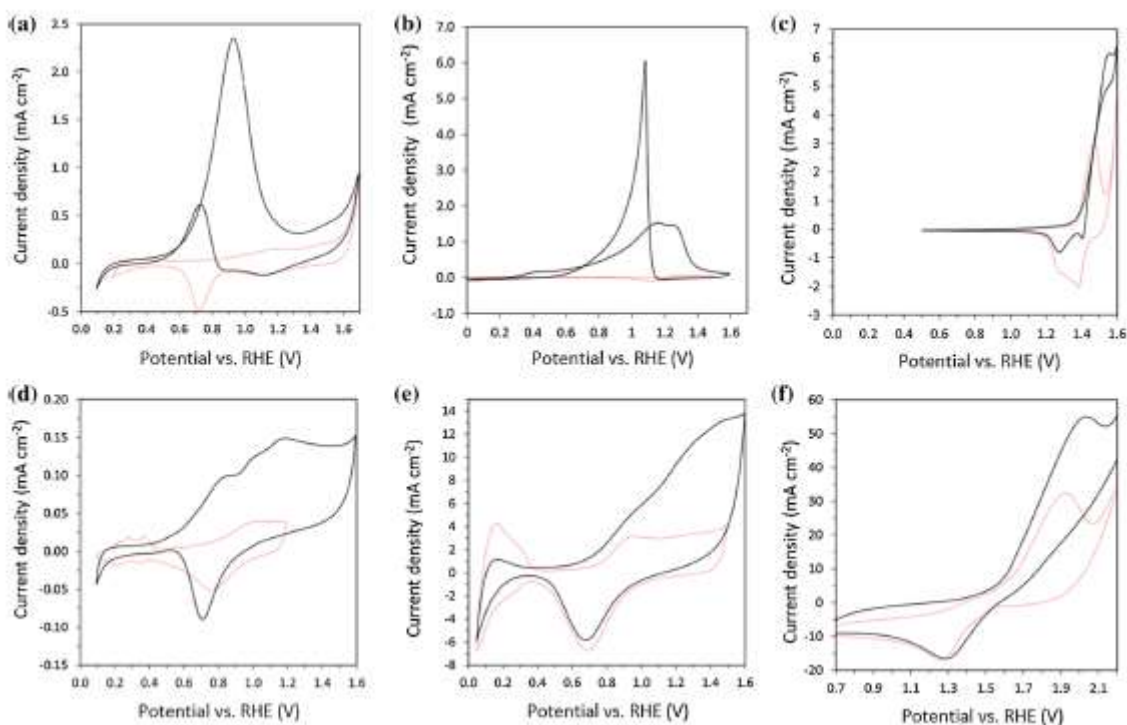 (a)
Current density (mA cm⁻²)
2.5
2.0
1.5
1.0
0.5
0.0
-0.5
0.0 0.2 0.4 0.6 0.8 1.0 1.2 1.4 1.6
Potential vs. RHE (V)
(b)
Current density (mA cm⁻²)
7.0
6.0
5.0
4.0
3.0
2.0
1.0
0.0
-1.0
0 0.2 0.4 0.6 0.8 1 1.2 1.4 1.6
Potential vs. RHE (V)
(c)
Current density (mA cm⁻²)
7
6
5
4
3
2
1
0
-1
-2
-3
0.0 0.2 0.4 0.6 0.8 1.0 1.2 1.4 1.6
Potential vs. RHE (V)
(d)
Current density (mA cm⁻²)
0.20
0.15
0.10
0.05
0.00
-0.05
-0.10
-0.15
0.0 0.2 0.4 0.6 0.8 1.0 1.2 1.4 1.6
Potential vs. RHE (V)
(e)
Current density (mA cm⁻²)
14
12
10
8
6
4
2
0
-2
-4
-6
-8
0.0 0.2 0.4 0.6 0.8 1.0 1.2 1.4 1.6
Potential vs. RHE (V)
(f)
Current density (mA cm⁻²)
60
50
40
30
20
10
0
-10
-20
0.7 0.9 1.1 1.3 1.5 1.7 1.9 2.1
Potential vs. RHE (V)